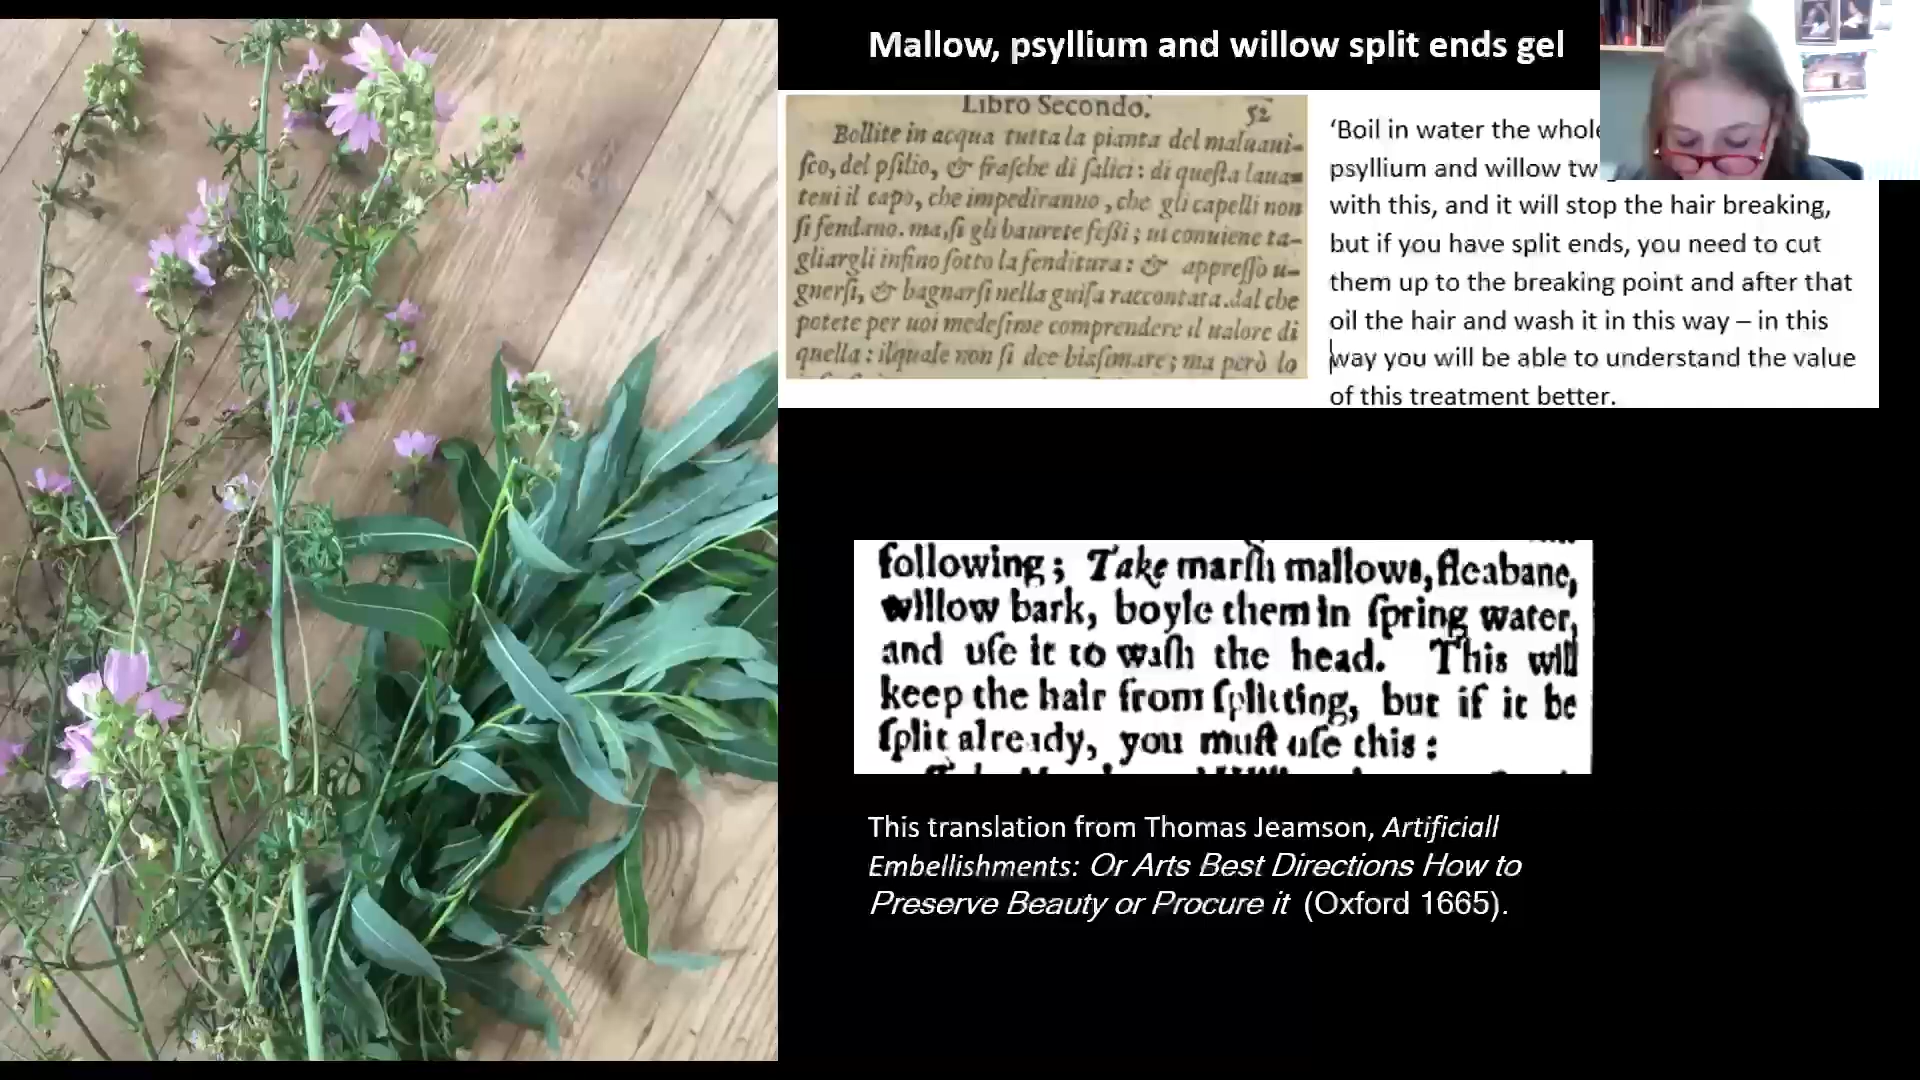 Mallow, psyllium and willow split ends gel
Libro Secondo. 52
Bollite in acqua tutta la pianta del maluaui-
ſco, del pſilio, & fraſche di ſalici: di queſta laua-
teui il capo, che impediranno, che gli capelli non
ſi fendano. ma, ſi gli haurete feſſi; ui conuiene ta-
gliargli infino ſotto la fenditura: & appreſſo u-
gnerſi, & bagnarſi nella guiſa raccontata. dal che
potete per uoi medeſime comprendere il ualore di
quella: ilquale non ſi dee biaſmare; ma però lo
‘Boil in water the whole
psyllium and willow tw
with this, and it will stop the hair breaking,
but if you have split ends, you need to cut
them up to the breaking point and after that
oil the hair and wash it in this way – in this
way you will be able to understand the value
of this treatment better.
following; Take marſh mallows, fleabane,
willow bark, boyle them in ſpring water,
and uſe it to waſh the head. This will
keep the hair from ſplitting, but if it be
ſplit already, you muſt uſe this:
This translation from Thomas Jeamson, Artificiall
Embellishments: Or Arts Best Directions How to
Preserve Beauty or Procure it (Oxford 1665).